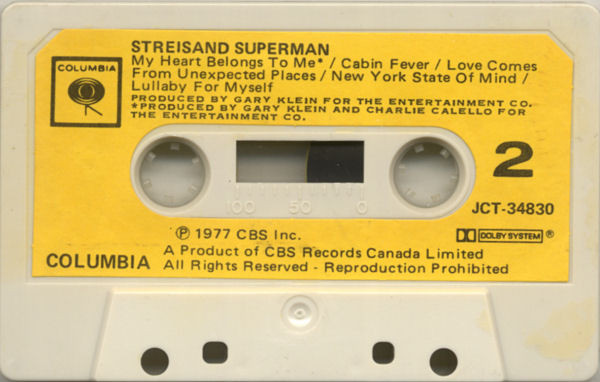 STREISAND SUPERMAN
COLUMBIA
My Heart Belongs To Me* / Cabin Fever / Love Comes
From Unexpected Places / New York State Of Mind /
Lullaby For Myself
PRODUCED BY GARY KLEIN FOR THE ENTERTAINMENT CO.
*PRODUCED BY GARY KLEIN AND CHARLIE CALELLO FOR
THE ENTERTAINMENT CO.
2
100 50 0
JCT-34830
℗ 1977 CBS Inc.
DOLBY SYSTEM ®
A Product of CBS Records Canada Limited
COLUMBIA
All Rights Reserved - Reproduction Prohibited